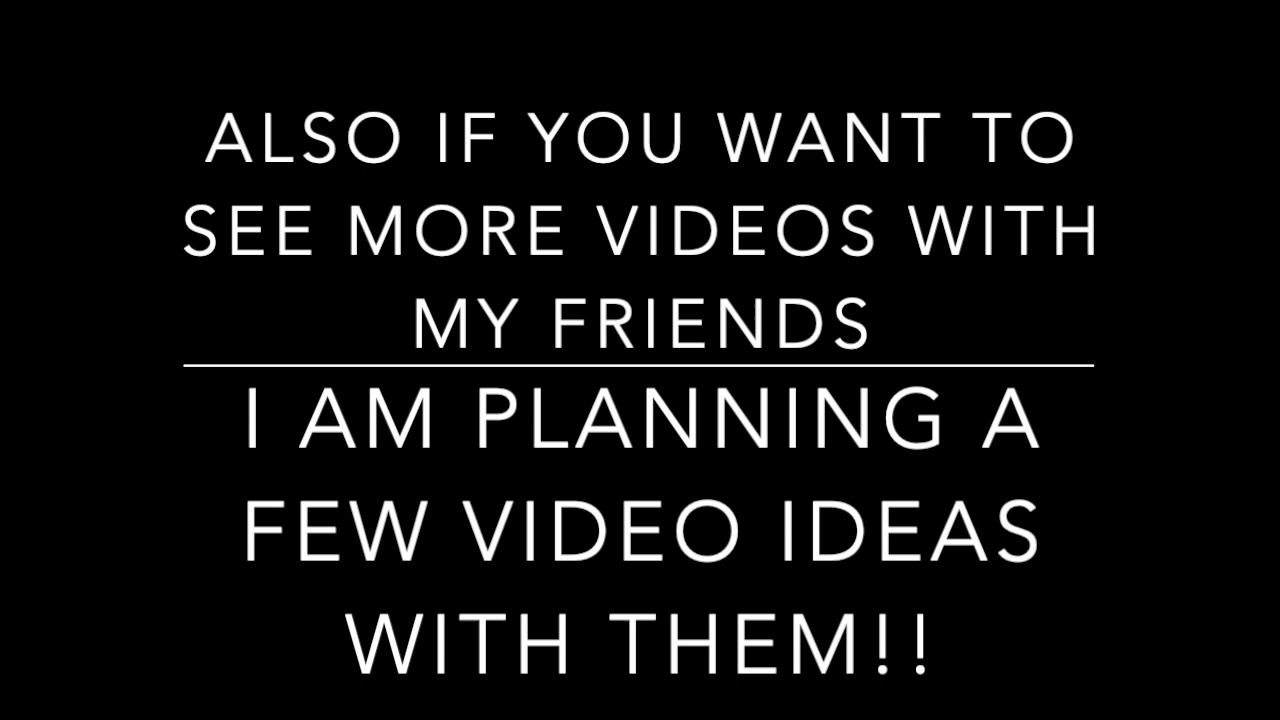 ALSO IF YOU WANT TO
SEE MORE VIDEOS WITH
MY FRIENDS
I AM PLANNING A
FEW VIDEO IDEAS
WITH THEM!!